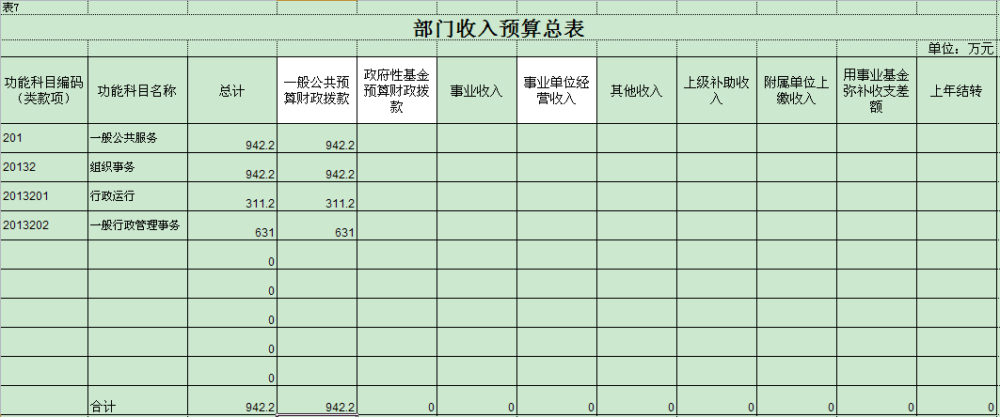 表7
部门收入预算总表
单位：万元
功能科目编码（类款项） 功能科目名称 总计 一般公共预算财政拨款 政府性基金预算财政拨款 事业收入 事业单位经营收入 其他收入 上级补助收入 附属单位上缴收入 用事业基金弥补收支差额 上年结转
201 一般公共服务 942.2 942.2
20132 组织事务 942.2 942.2
2013201 行政运行 311.2 311.2
2013202 一般行政管理事务 631 631
0
0
0
0
0
合计 942.2 942.2 0 0 0 0 0 0 0 0